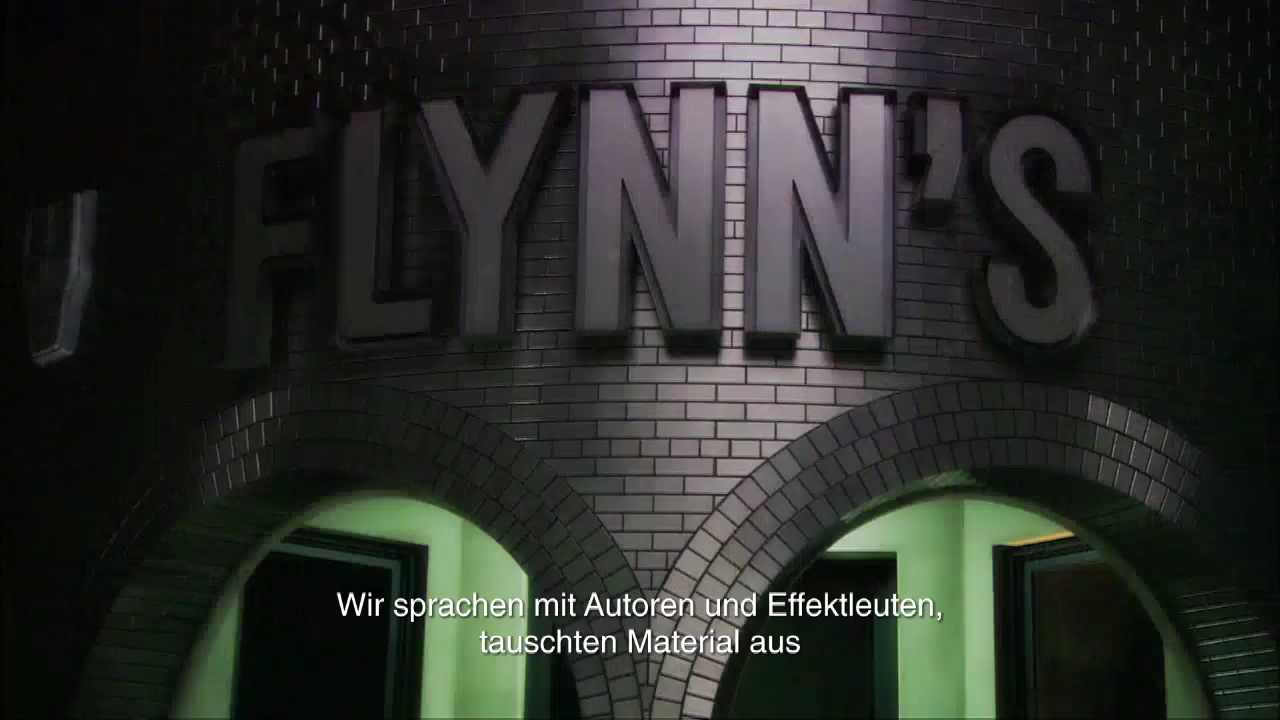 FLYNN'S
Wir sprachen mit Autoren und Effektleuten,
tauschten Material aus